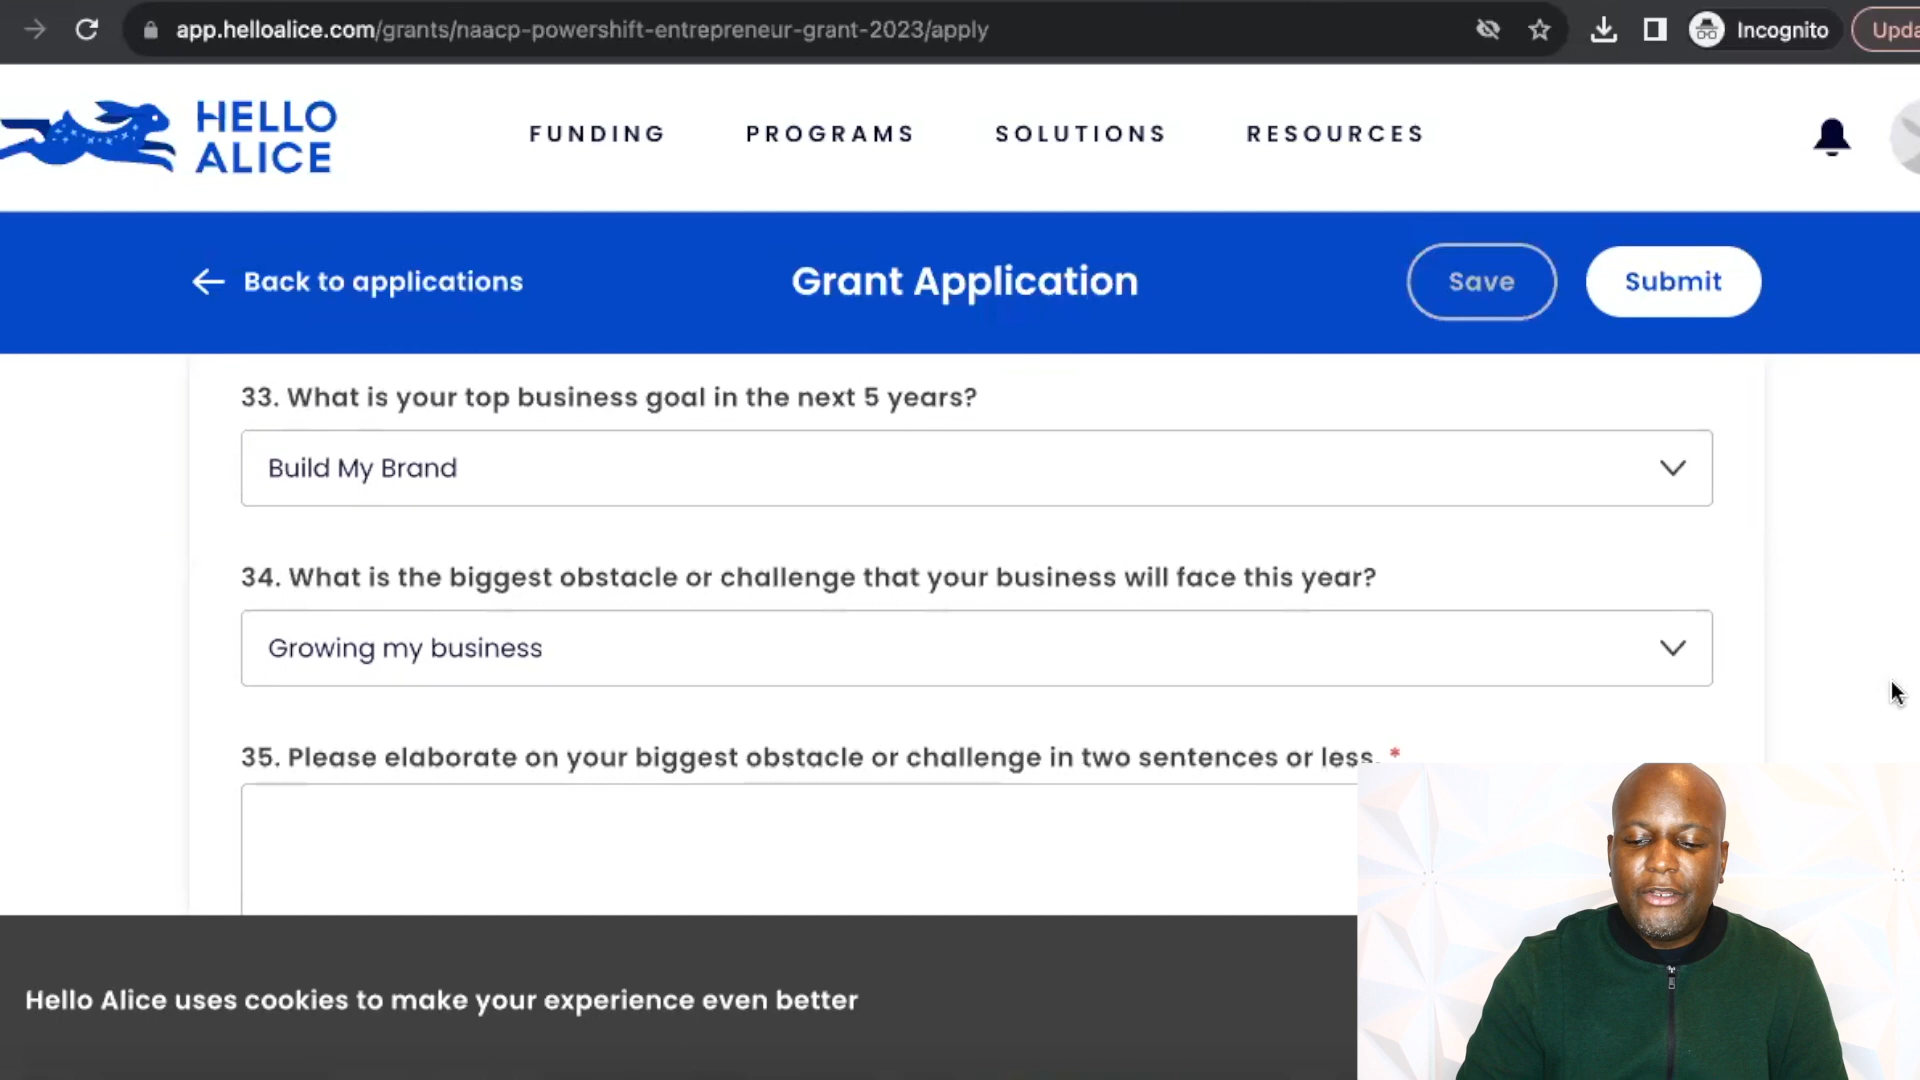 app.helloalice.com/grants/naacp-powershift-entrepreneur-grant-2023/apply
Incognito
HELLO
ALICE
FUNDING
PROGRAMS
SOLUTIONS
RESOURCES
Back to applications
Grant Application
Save
Submit
33. What is your top business goal in the next 5 years?
Build My Brand
34. What is the biggest obstacle or challenge that your business will face this year?
Growing my business
35. Please elaborate on your biggest obstacle or challenge in two sentences or less. *
Hello Alice uses cookies to make your experience even better